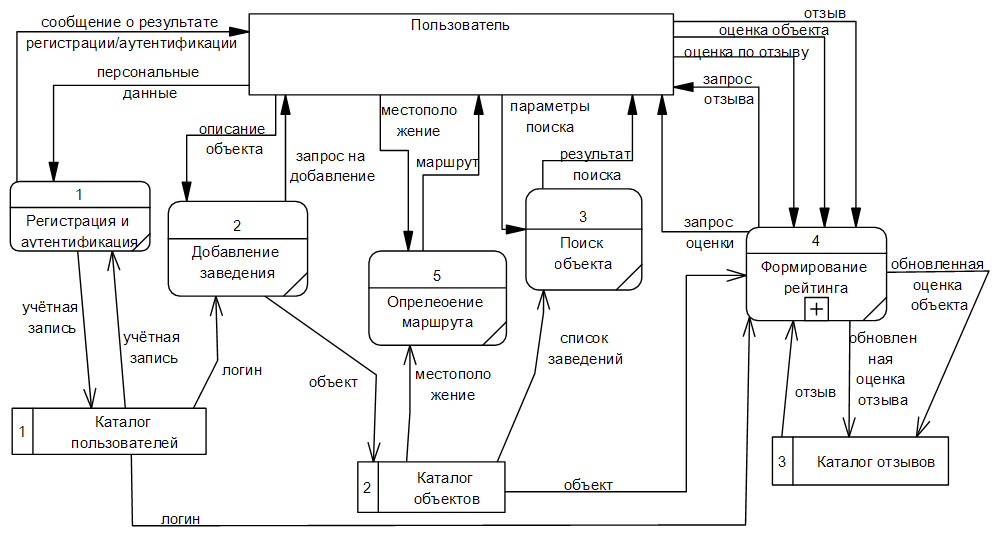 сообщение о результате
регистрации/аутентификации
Пользователь
отзыв
оценка объекта
оценка по отзыву
персональные
данные
запрос
отзыва
описание
объекта
запрос на
добавление
местополо
жение
маршрут
параметры
поиска
результат
поиска
запрос
оценки
1
Регистрация и
аутентификация
2
Добавление
заведения
5
Опрелеоение
маршрута
3
Поиск
объекта
4
Формирование
рейтинга
обновленная
оценка
объекта
учётная
запись
учётная
запись
логин
объект
местополо
жение
список
заведений
отзыв
обновлен
ная
оценка
отзыва
1
Каталог
пользователей
2
Каталог
объектов
объект
3
Каталог отзывов
логин